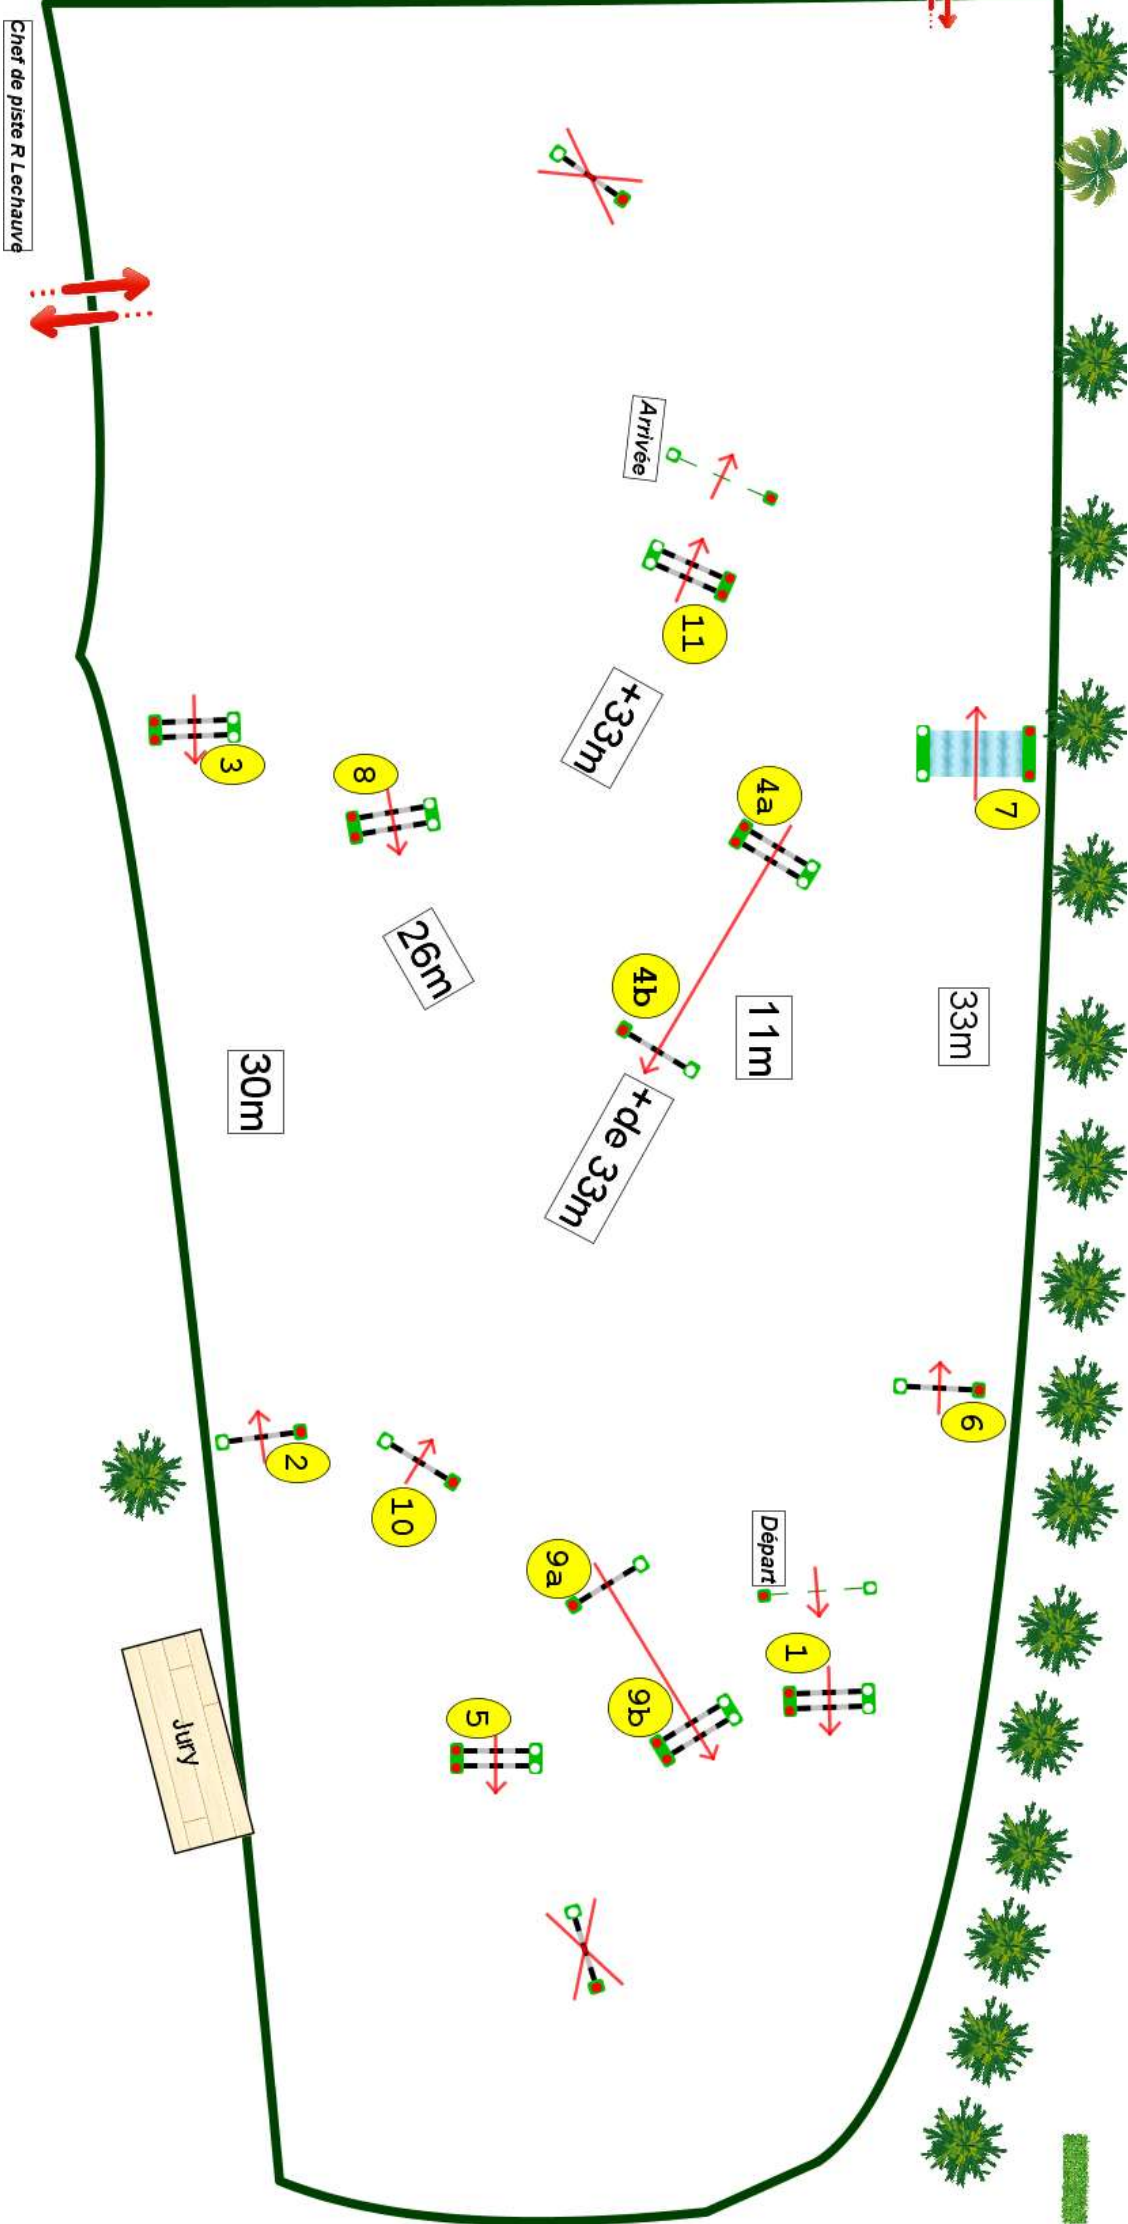 Chef de piste R Lechauve
Arrivée
11
+33m
3
8
4a
7
26m
4b
11m
33m
30m
+de 33m
6
2
10
9a
Départ
1
9b
5
Jury